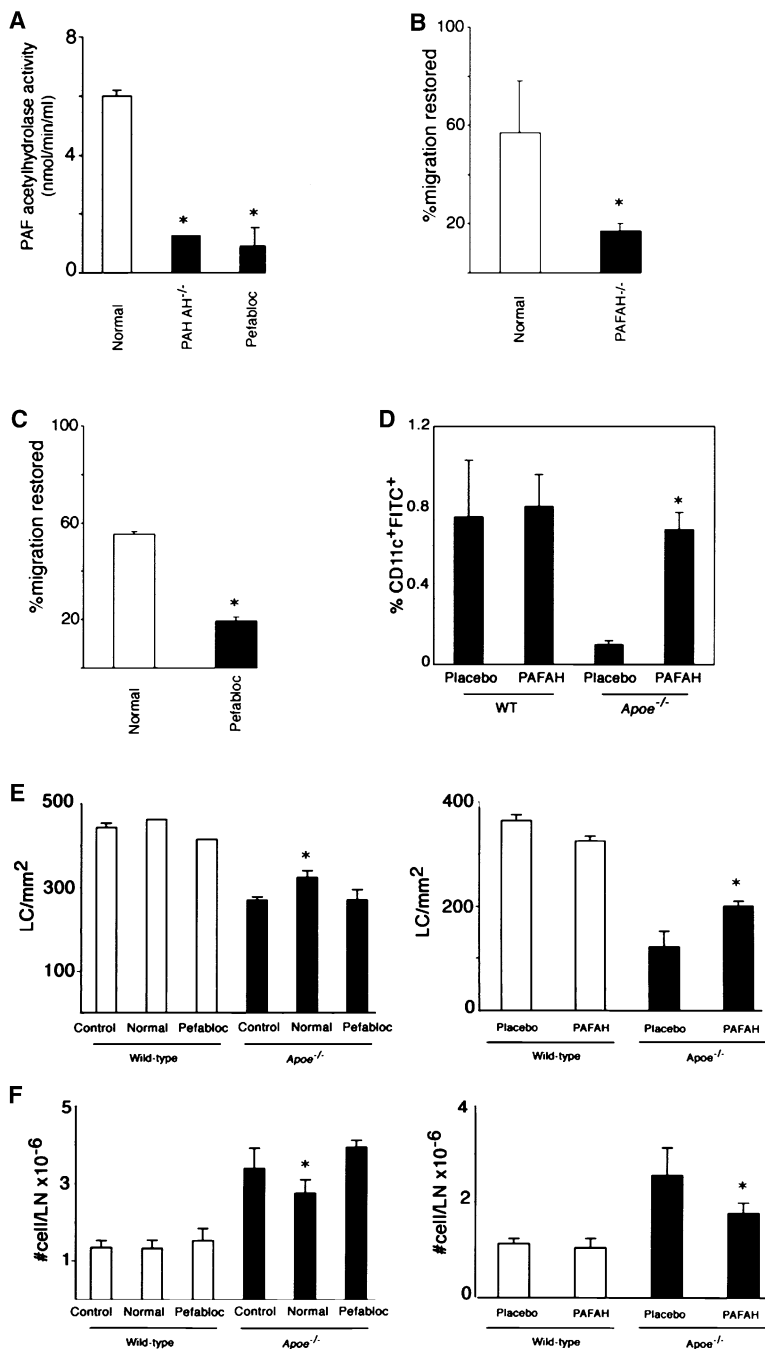 A
PAF acetylhydrolase activity
(nmol/min/ml)
8
4
0
*
*
Normal
PAH AH-/-
Pefabloc
B
%migration restored
100
60
20
*
Normal
PAFAH-/-
C
%migration restored
100
60
20
*
Normal
Pefabloc
D
% CD11c+FITC+
1.2
0.8
0.4
0
*
Placebo PAFAH Placebo PAFAH
WT Apoe-/-
E
LC/mm2
500
300
100
*
Control Normal Pefabloc Control Normal Pefabloc
Wild-type Apoe-/-
LC/mm2
400
200
0
*
Placebo PAFAH Placebo PAFAH
Wild-type Apoe-/-
F
#cell/LN x10-6
5
3
1
*
Control Normal Pefabloc Control Normal Pefabloc
Wild-type Apoe-/-
#cell/LN x10-6
4
2
0
*
Placebo PAFAH Placebo PAFAH
Wild-type Apoe-/-